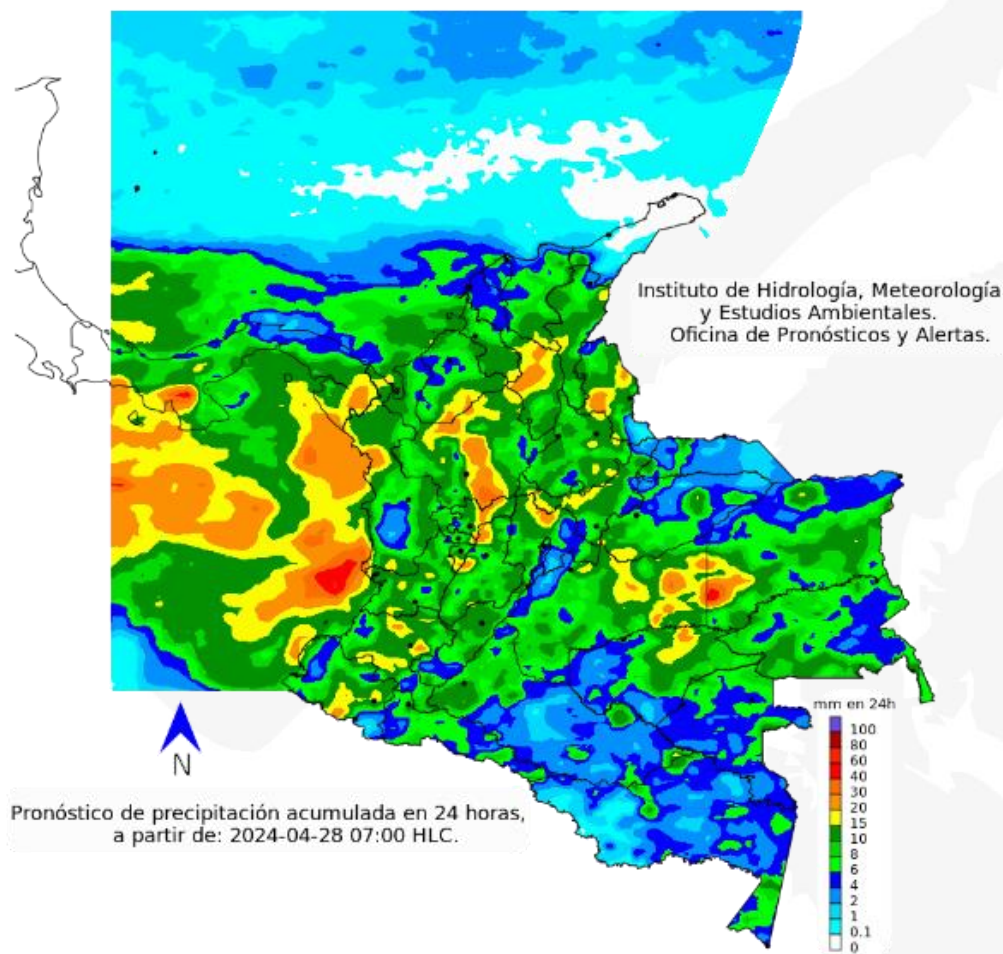 Instituto de Hidrología, Meteorología
y Estudios Ambientales.
Oficina de Pronósticos y Alertas.
mm en 24h
100
80
60
40
30
20
15
10
8
6
4
2
1
0.1
0
N
Pronóstico de precipitación acumulada en 24 horas,
a partir de: 2024-04-28 07:00 HLC.